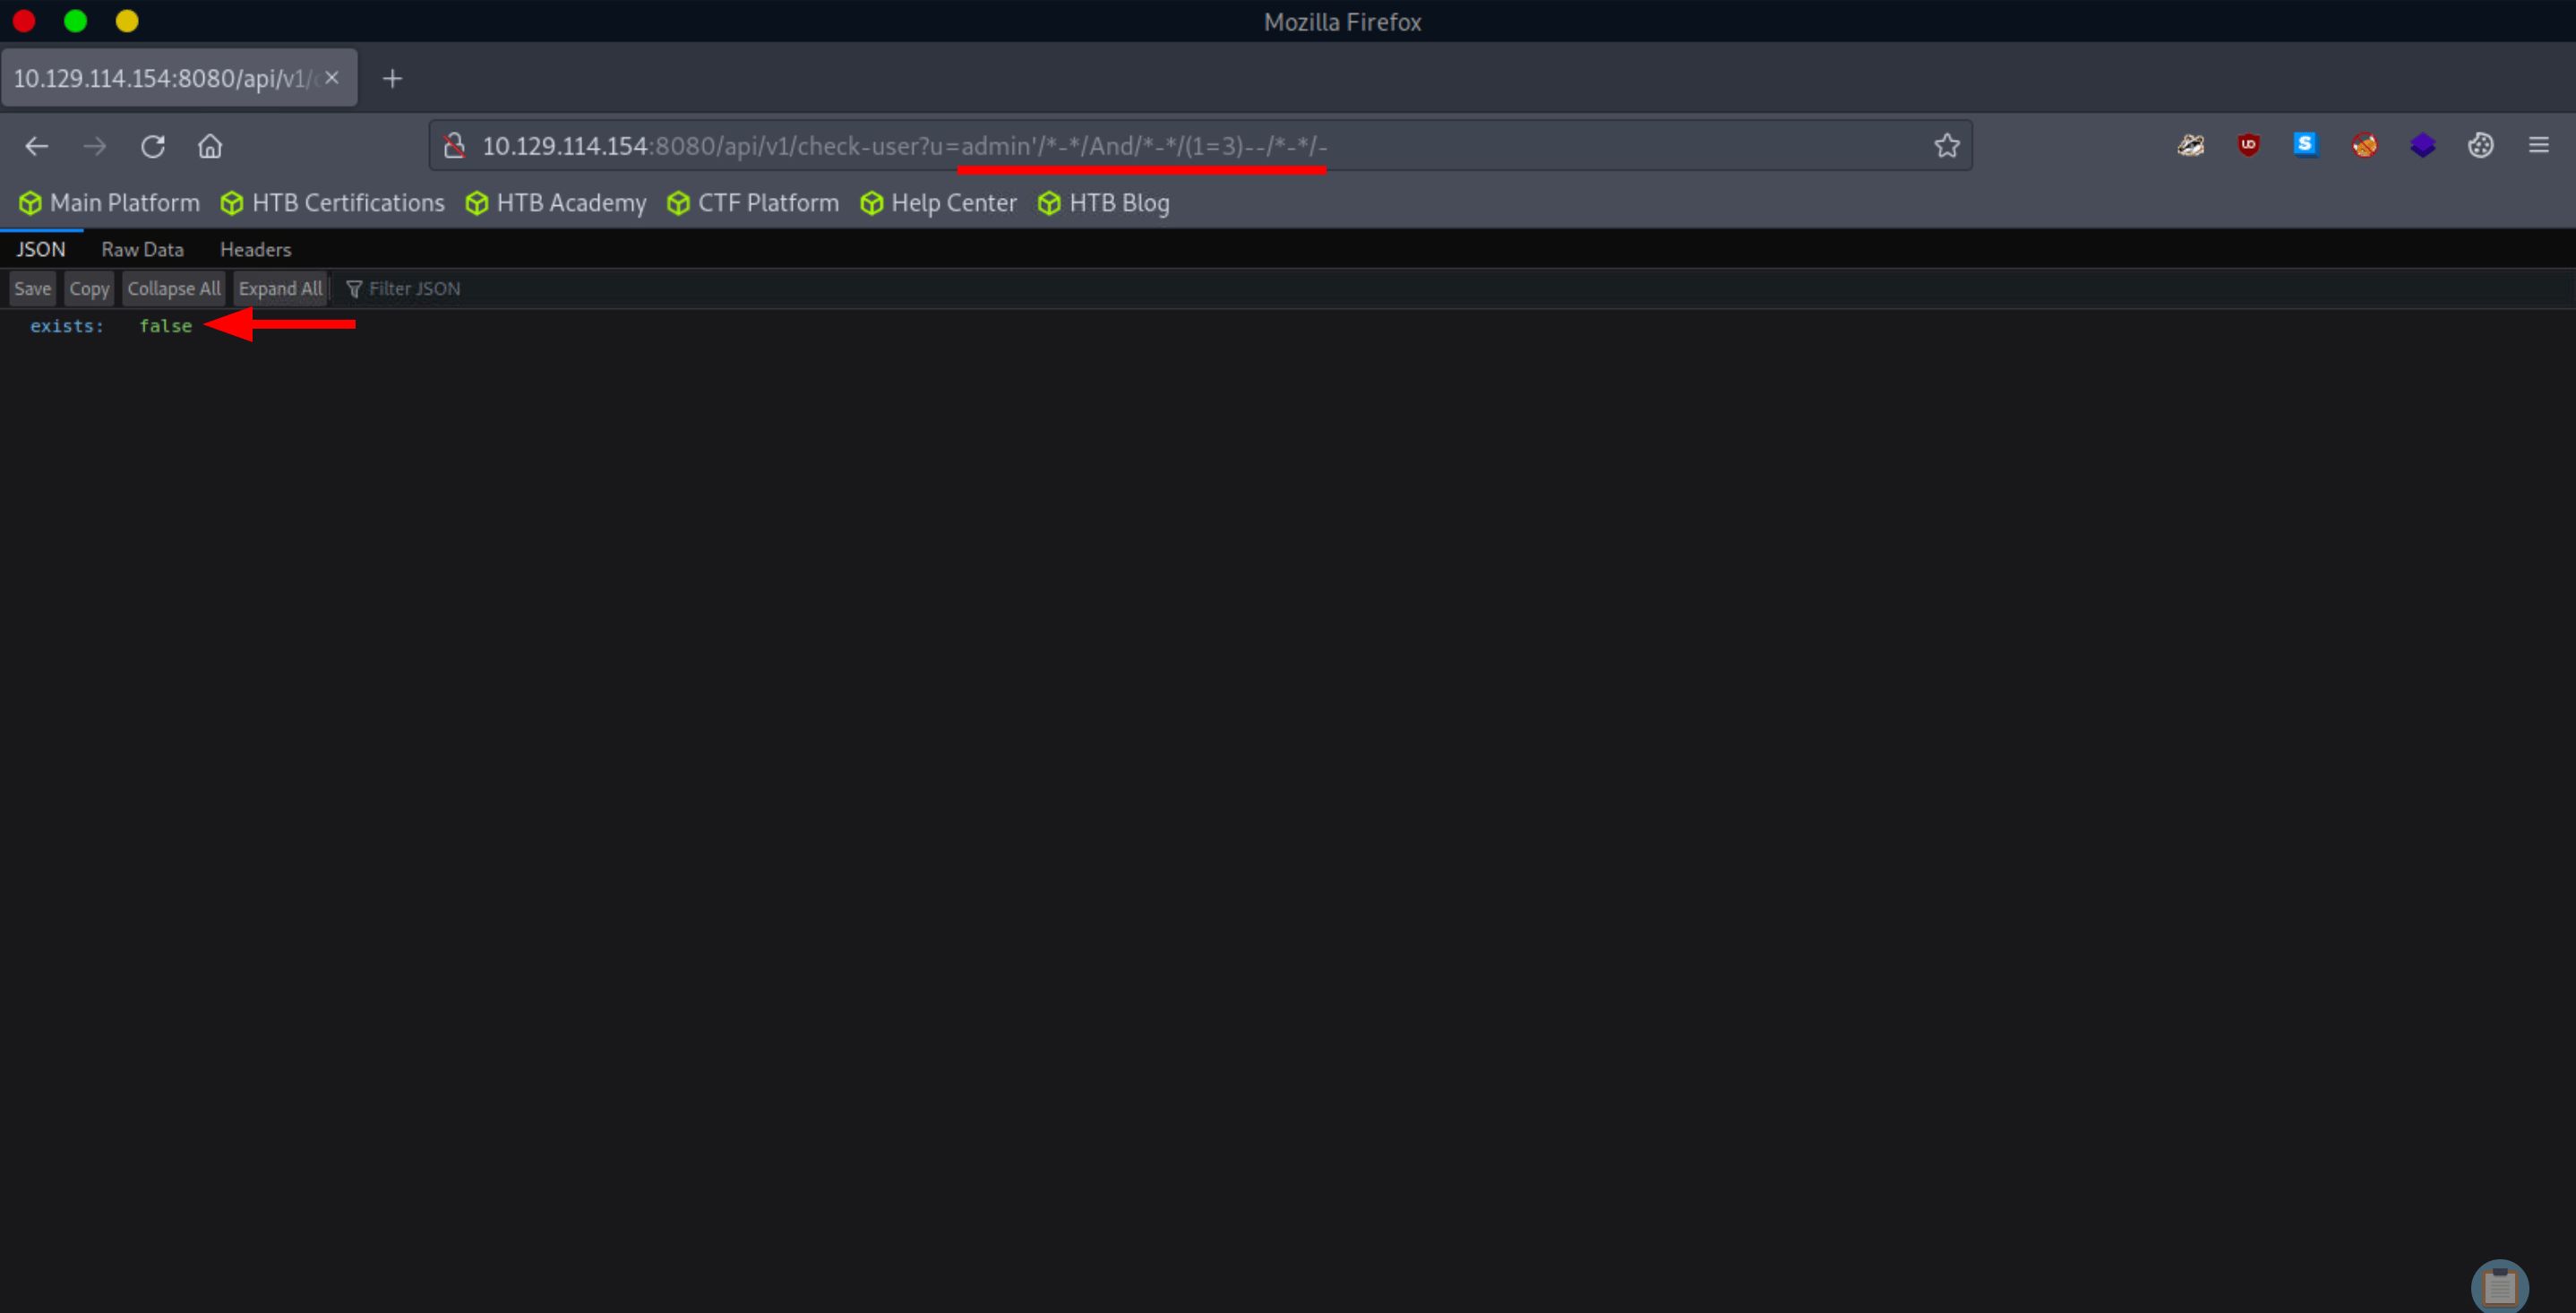 Mozilla Firefox
10.129.114.154:8080/api/v1/
10.129.114.154:8080/api/v1/check-user?u=admin'/*-*/And/*-*/(1=3)--/*-*/-
Main Platform HTB Certifications HTB Academy CTF Platform Help Center HTB Blog
JSON Raw Data Headers
Save Copy Collapse All Expand All Filter JSON
exists: false